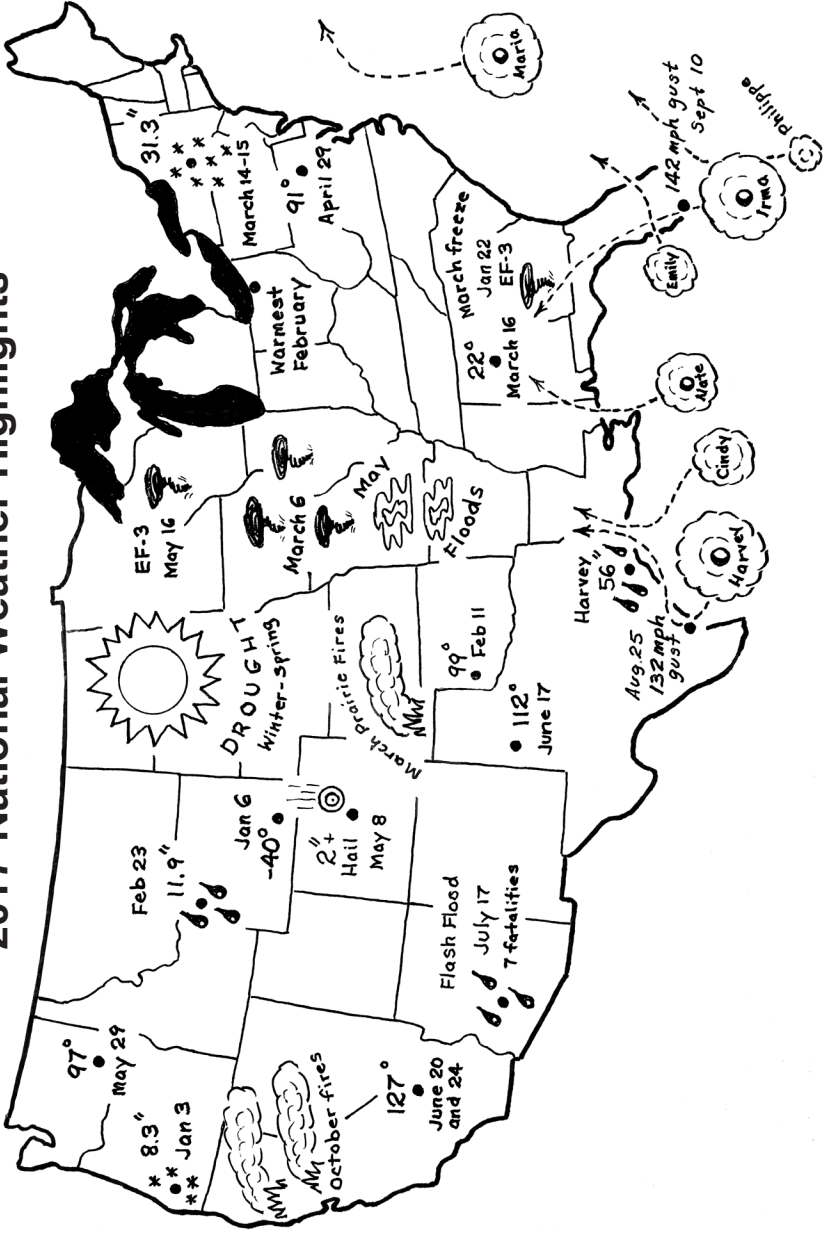 2017 National Weather Highlights
97°
May 29
8.3"
Jan 3
October fires
127°
June 20
and 24
Feb 23
11.9"
Jan 6
-40°
2"+
Hail
May 8
Flash Flood
July 17
7 fatalities
DROUGHT
Winter-spring
March Prairie Fires
99°
Feb 11
112°
June 17
EF-3
May 16
March 6
May
Floods
Harvey
56"
Aug. 25
132 mph
gust
Harvey
Cindy
Nate
Warmest
February
31.3"
March 14-15
91°
April 29
March freeze
22°
March 16
Jan 22
EF-3
Emily
Irma
142 mph gust
Sept 10
Philippe
Maria